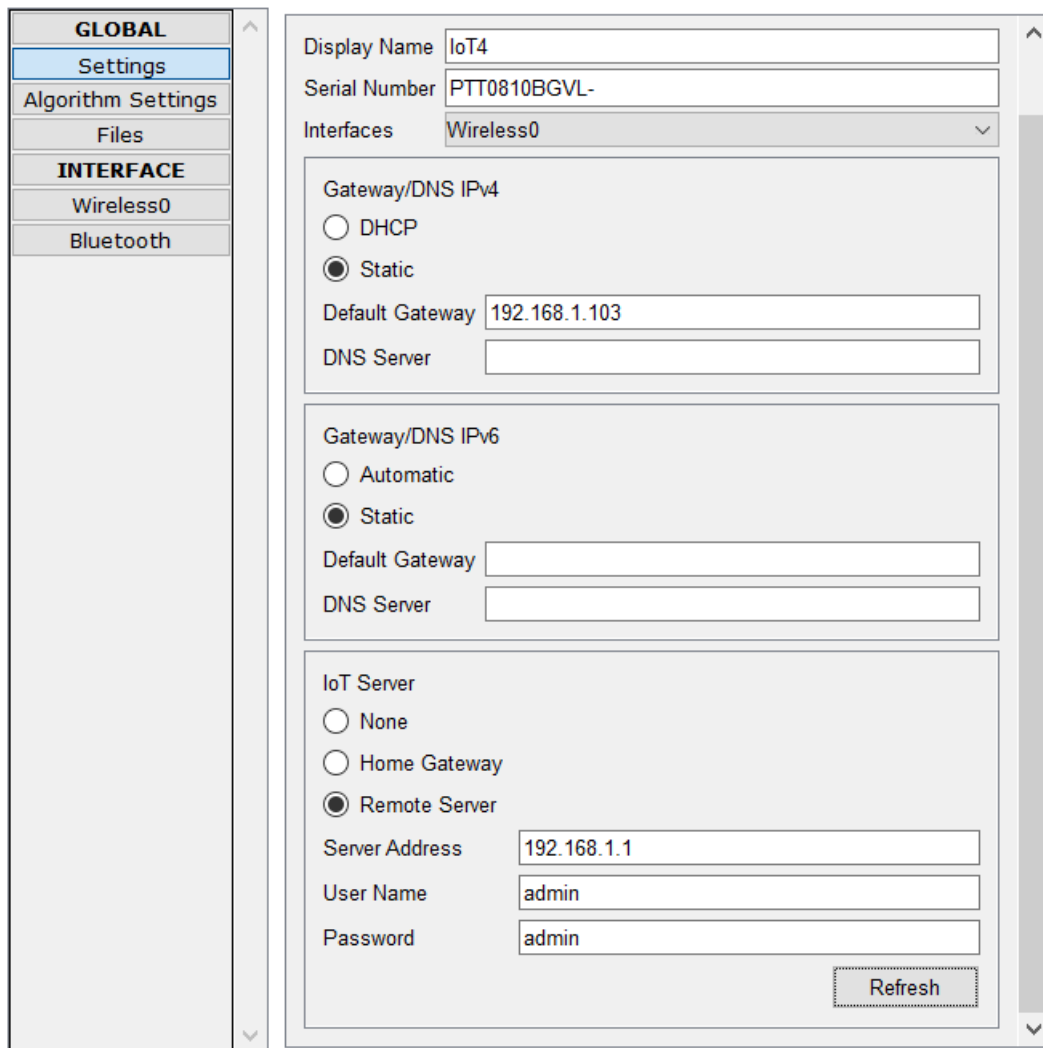 GLOBAL
Settings
Algorithm Settings
Files
INTERFACE
Wireless0
Bluetooth
Display Name IoT4
Serial Number PTT0810BGVL-
Interfaces Wireless0
Gateway/DNS IPv4
DHCP
Static
Default Gateway 192.168.1.103
DNS Server
Gateway/DNS IPv6
Automatic
Static
Default Gateway
DNS Server
IoT Server
None
Home Gateway
Remote Server
Server Address 192.168.1.1
User Name admin
Password admin
Refresh